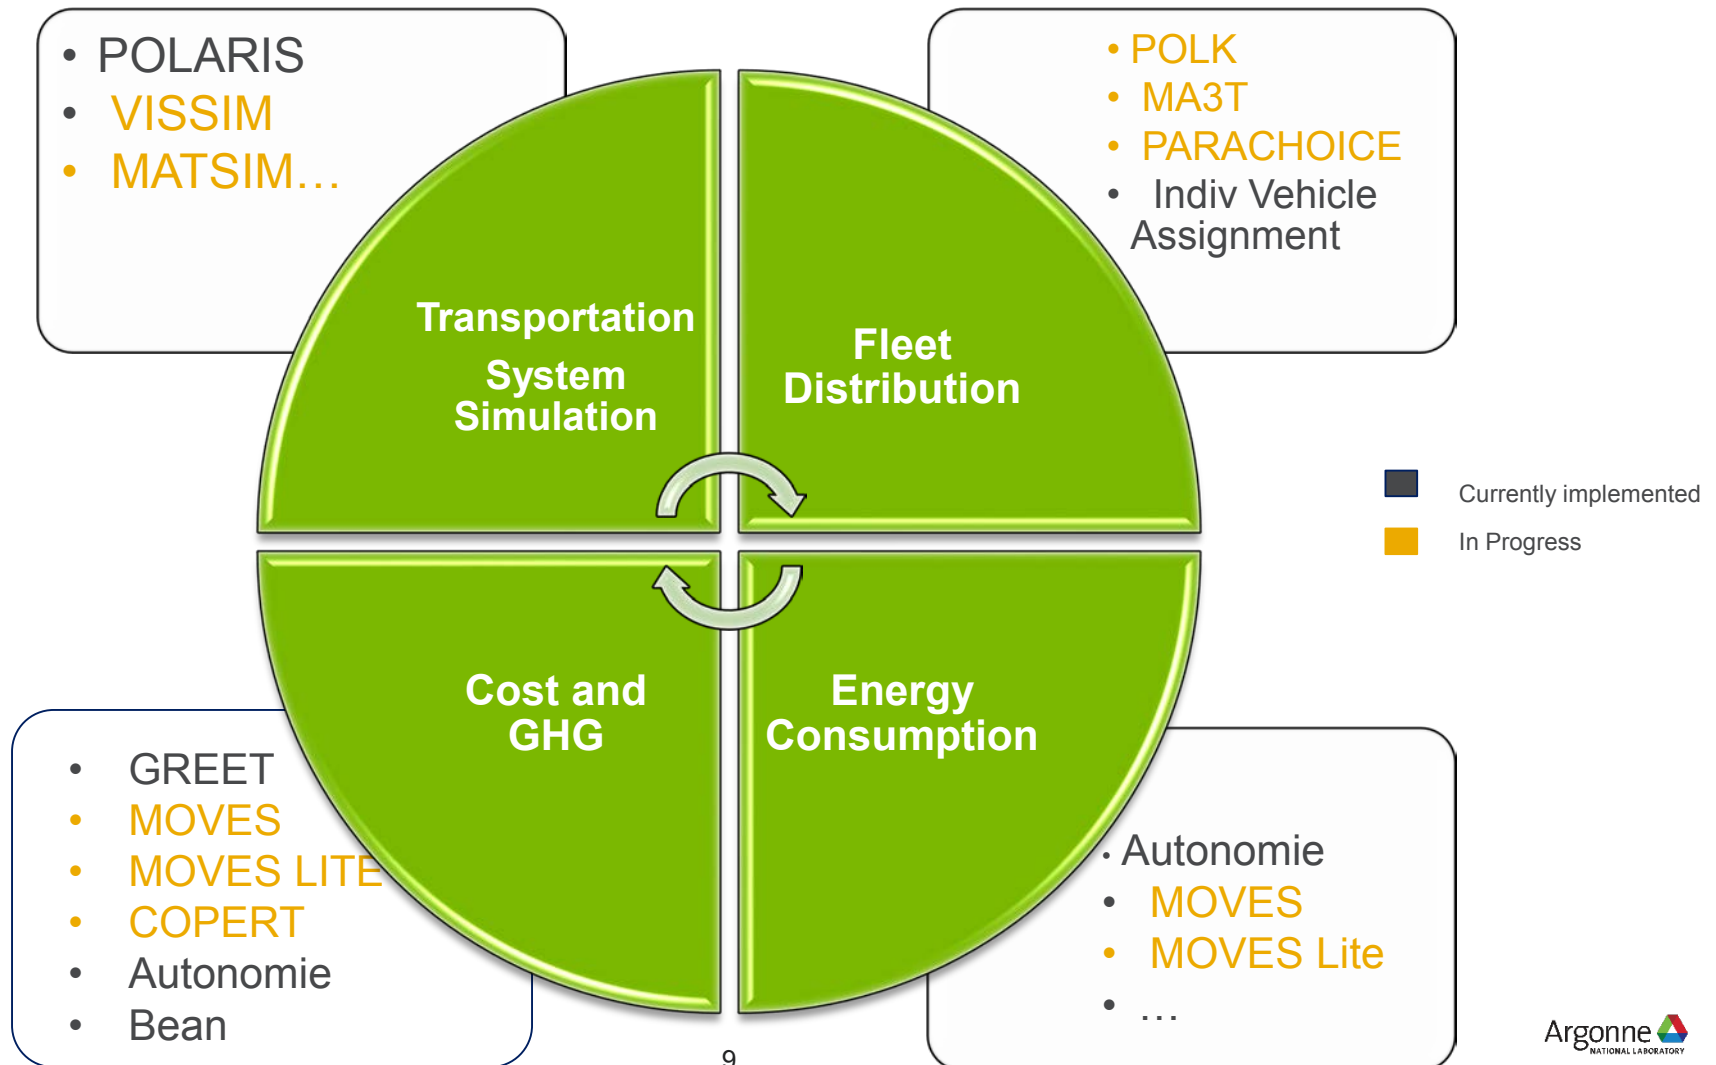 • POLARIS
• VISSIM
• MATSIM…
• POLK
• MA3T
• PARACHOICE
• Indiv Vehicle
Assignment
Transportation
System
Simulation
Fleet
Distribution
Currently implemented
In Progress
Cost and
GHG
Energy
Consumption
• GREET
• MOVES
• MOVES LITE
• COPERT
• Autonomie
• Bean
• Autonomie
• MOVES
• MOVES Lite
• …
9
Argonne
NATIONAL LABORATORY